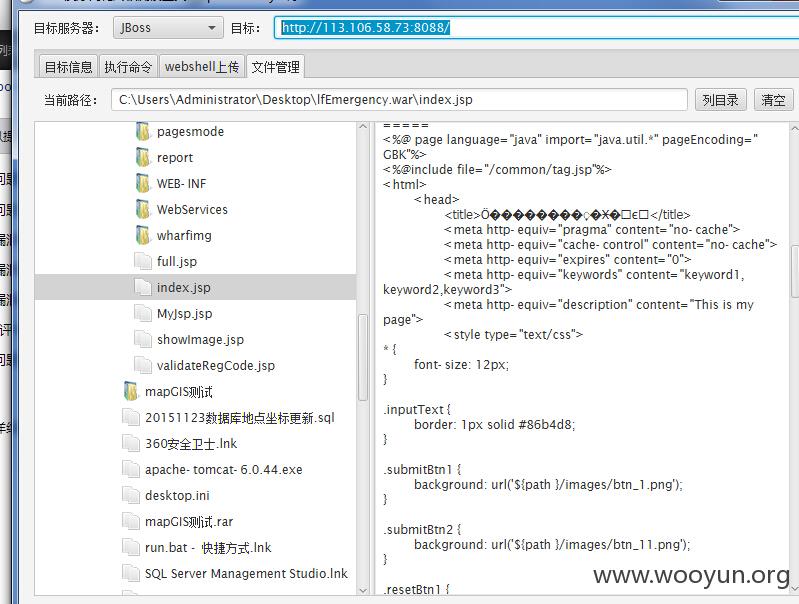 目标服务器： JBoss 目标： http://113.106.58.73:8088/
目标信息 执行命令 webshell上传 文件管理
当前路径： C:\Users\Administrator\Desktop\lfEmergency.war\index.jsp 列目录 清空
pagesmode
report
WEB- INF
WebServices
wharfimg
full.jsp
index.jsp
MyJsp.jsp
showImage.jsp
validateRegCode.jsp
mapGIS测试
20151123数据库地点坐标更新.sql
360安全卫士.lnk
apache- tomcat- 6.0.44.exe
desktop.ini
mapGIS测试.rar
run.bat - 快捷方式.lnk
SQL Server Management Studio.lnk
=====
<%@ page language="java" import="java.util.*" pageEncoding="
GBK"%>
<%@include file="/common/tag.jsp"%>
<html>
<head>
<title></title>
<meta http- equiv="pragma" content="no- cache">
<meta http- equiv="cache- control" content="no- cache">
<meta http- equiv="expires" content="0">
<meta http- equiv="keywords" content="keyword1,
keyword2,keyword3">
<meta http- equiv="description" content="This is my
page">
<style type="text/css">
* {
font- size: 12px;
}
.inputText {
border: 1px solid #86b4d8;
}
.submitBtn1 {
background: url('${path }/images/btn_1.png');
}
.submitBtn2 {
background: url('${path }/images/btn_11.png');
}
.resetBtn1 {
www.wooyun.org